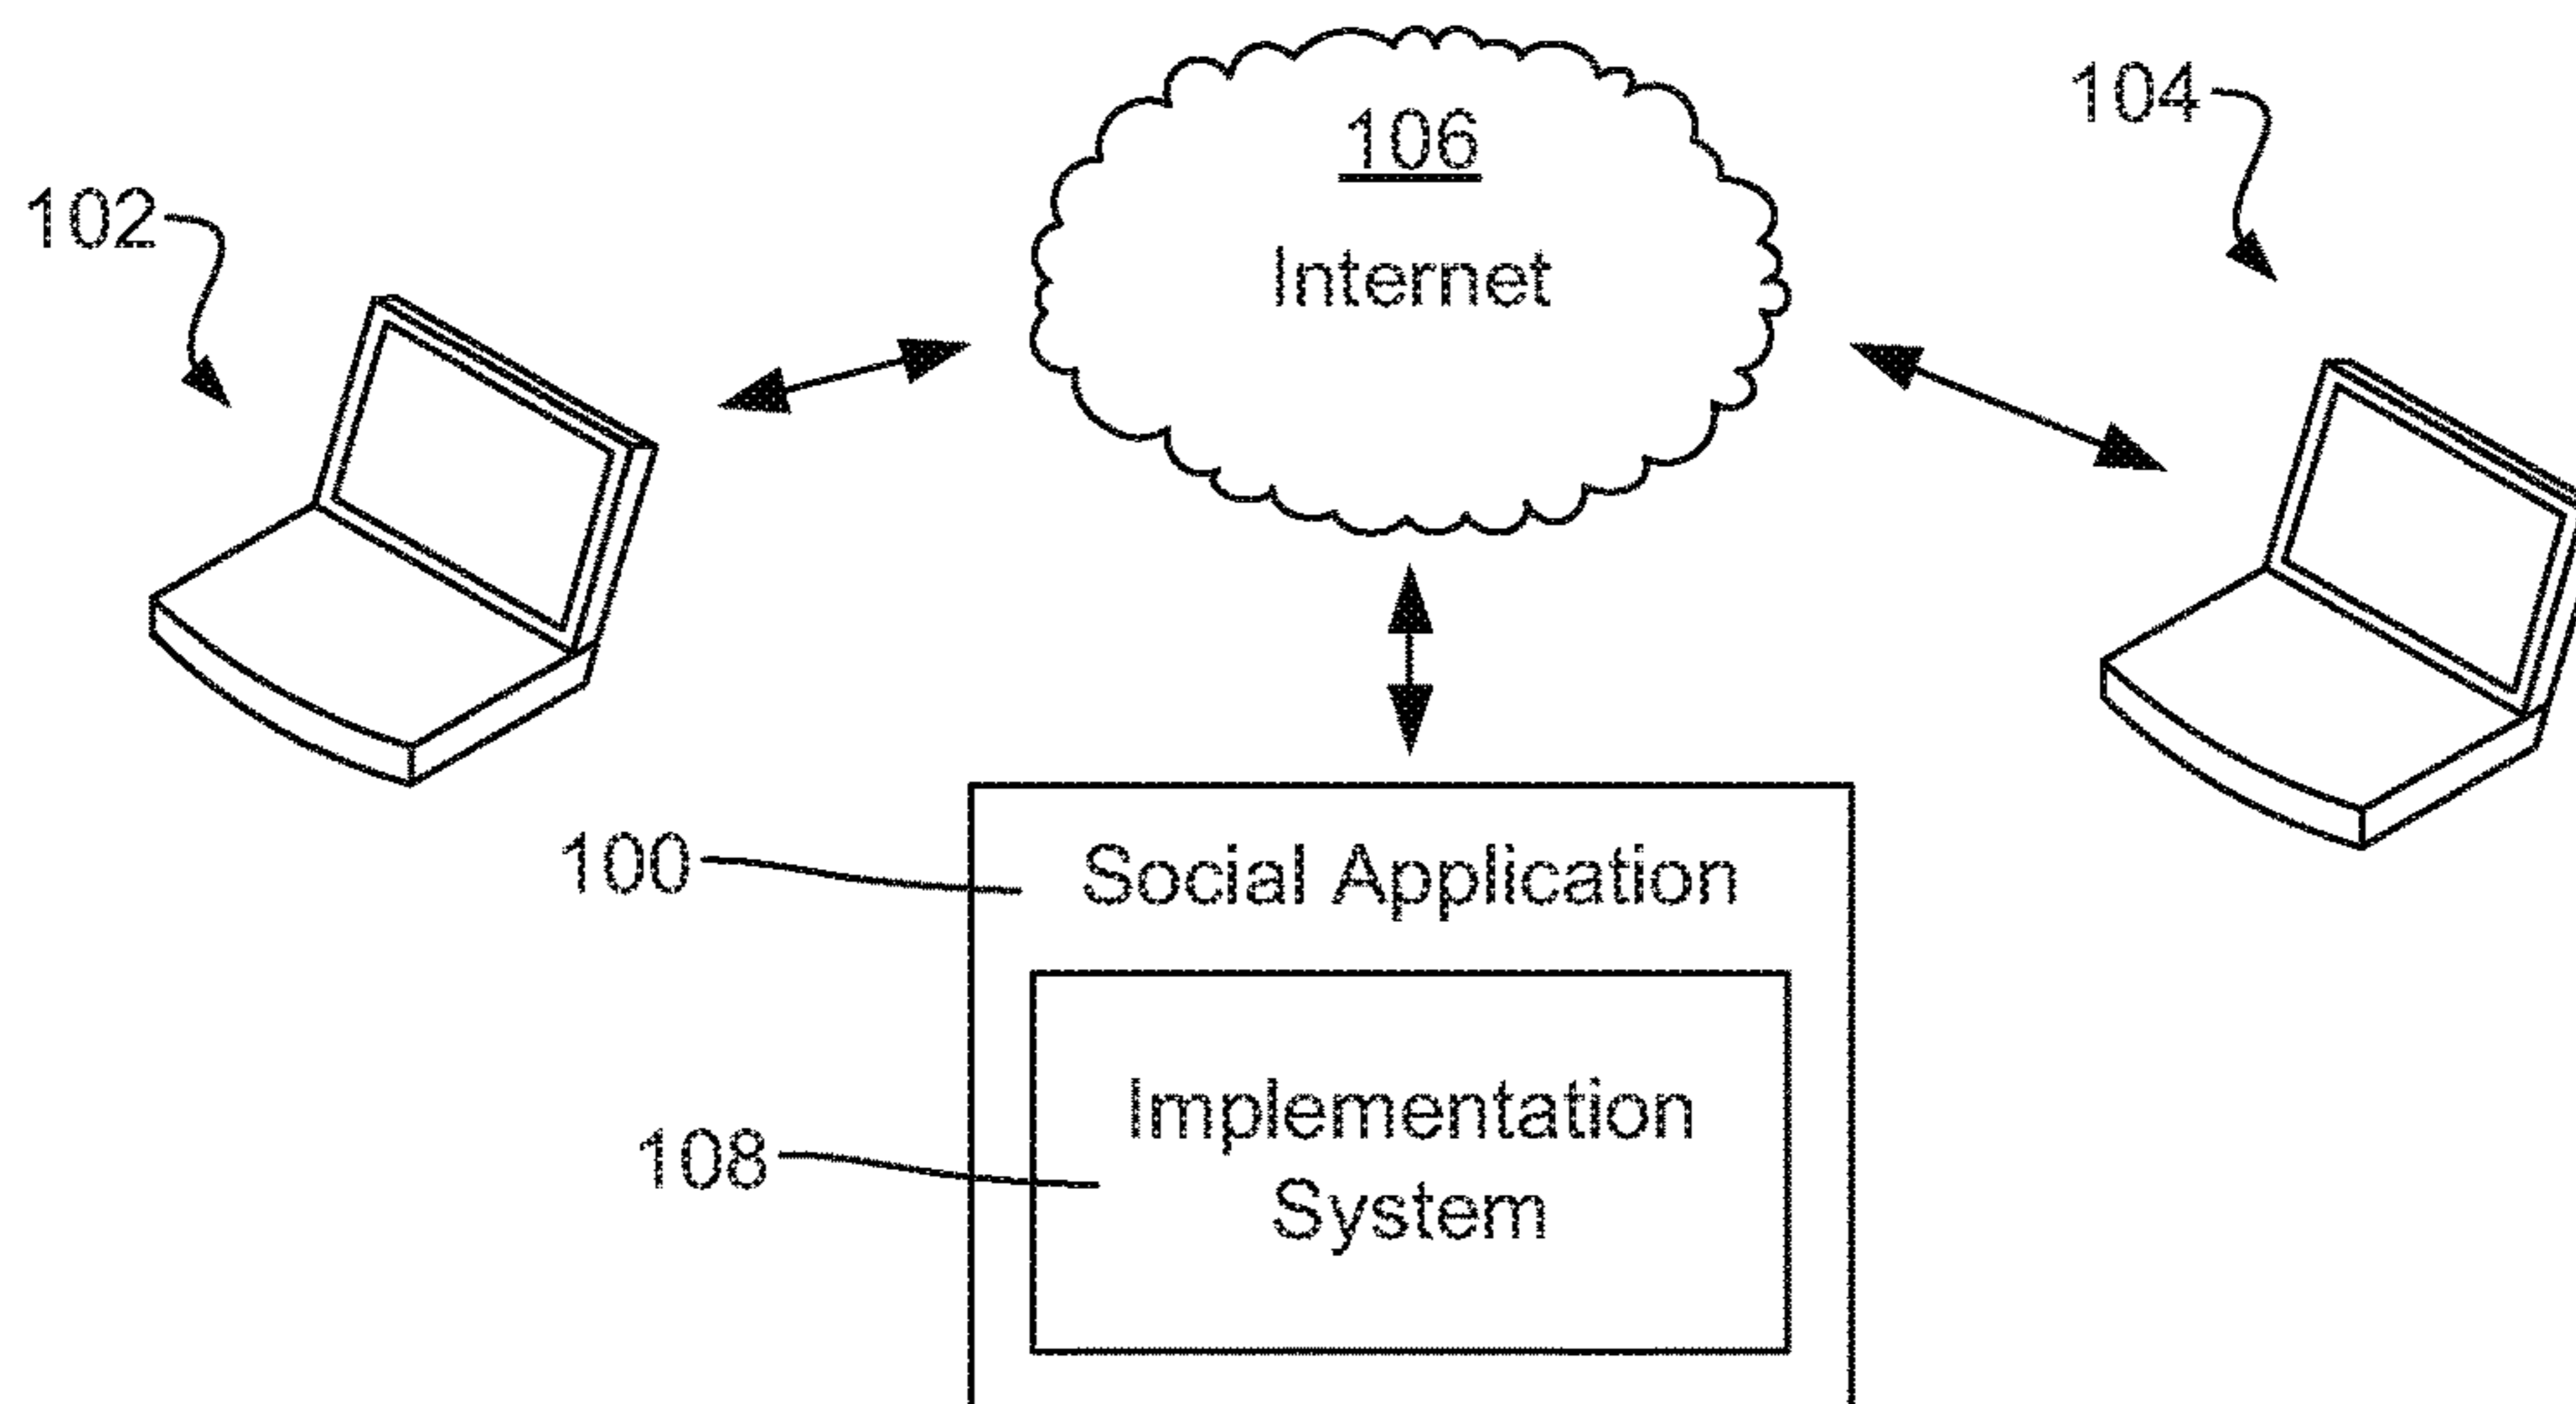 104
106
102
Internet
100
Social Application
Implementation
108
System